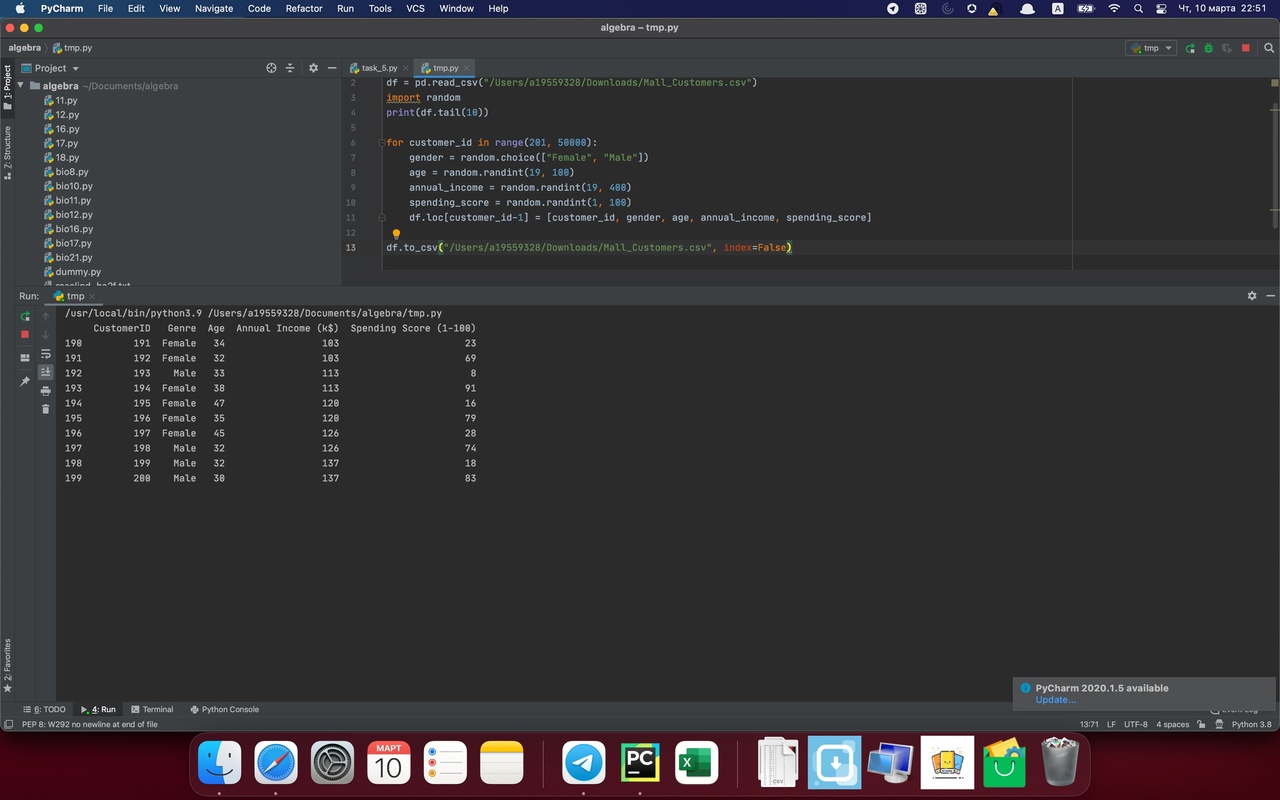 PyCharm File Edit View Navigate Code Refactor Run Tools VCS Window Help A Чт, 10 марта 22:51
algebra – tmp.py
algebra tmp.py tmp
1: Project
Project
task_5.py tmp.py
algebra ~/Documents/algebra
11.py
12.py
16.py
17.py
18.py
bio8.py
bio10.py
bio11.py
bio12.py
bio16.py
bio17.py
bio21.py
dummy.py
Z: Structure
2 df = pd.read_csv("/Users/a19559328/Downloads/Mall_Customers.csv")
3 import random
4 print(df.tail(10))
5
6 for customer_id in range(201, 50000):
7 gender = random.choice(["Female", "Male"])
8 age = random.randint(19, 100)
9 annual_income = random.randint(19, 400)
10 spending_score = random.randint(1, 100)
11 df.loc[customer_id-1] = [customer_id, gender, age, annual_income, spending_score]
12
13 df.to_csv("/Users/a19559328/Downloads/Mall_Customers.csv", index=False)
Run: tmp
/usr/local/bin/python3.9 /Users/a19559328/Documents/algebra/tmp.py
CustomerID Genre Age Annual Income (k$) Spending Score (1-100)
190 191 Female 34 103 23
191 192 Female 32 103 69
192 193 Male 33 113 8
193 194 Female 38 113 91
194 195 Female 47 120 16
195 196 Female 35 120 79
196 197 Female 45 126 28
197 198 Male 32 126 74
198 199 Male 32 137 18
199 200 Male 30 137 83
2: Favorites
PyCharm 2020.1.5 available
Update...
6: TODO 4: Run Terminal Python Console
PEP 8: W292 no newline at end of file 13:71 LF UTF-8 4 spaces Python 3.8
МАРТ
10
PC
X
CSV